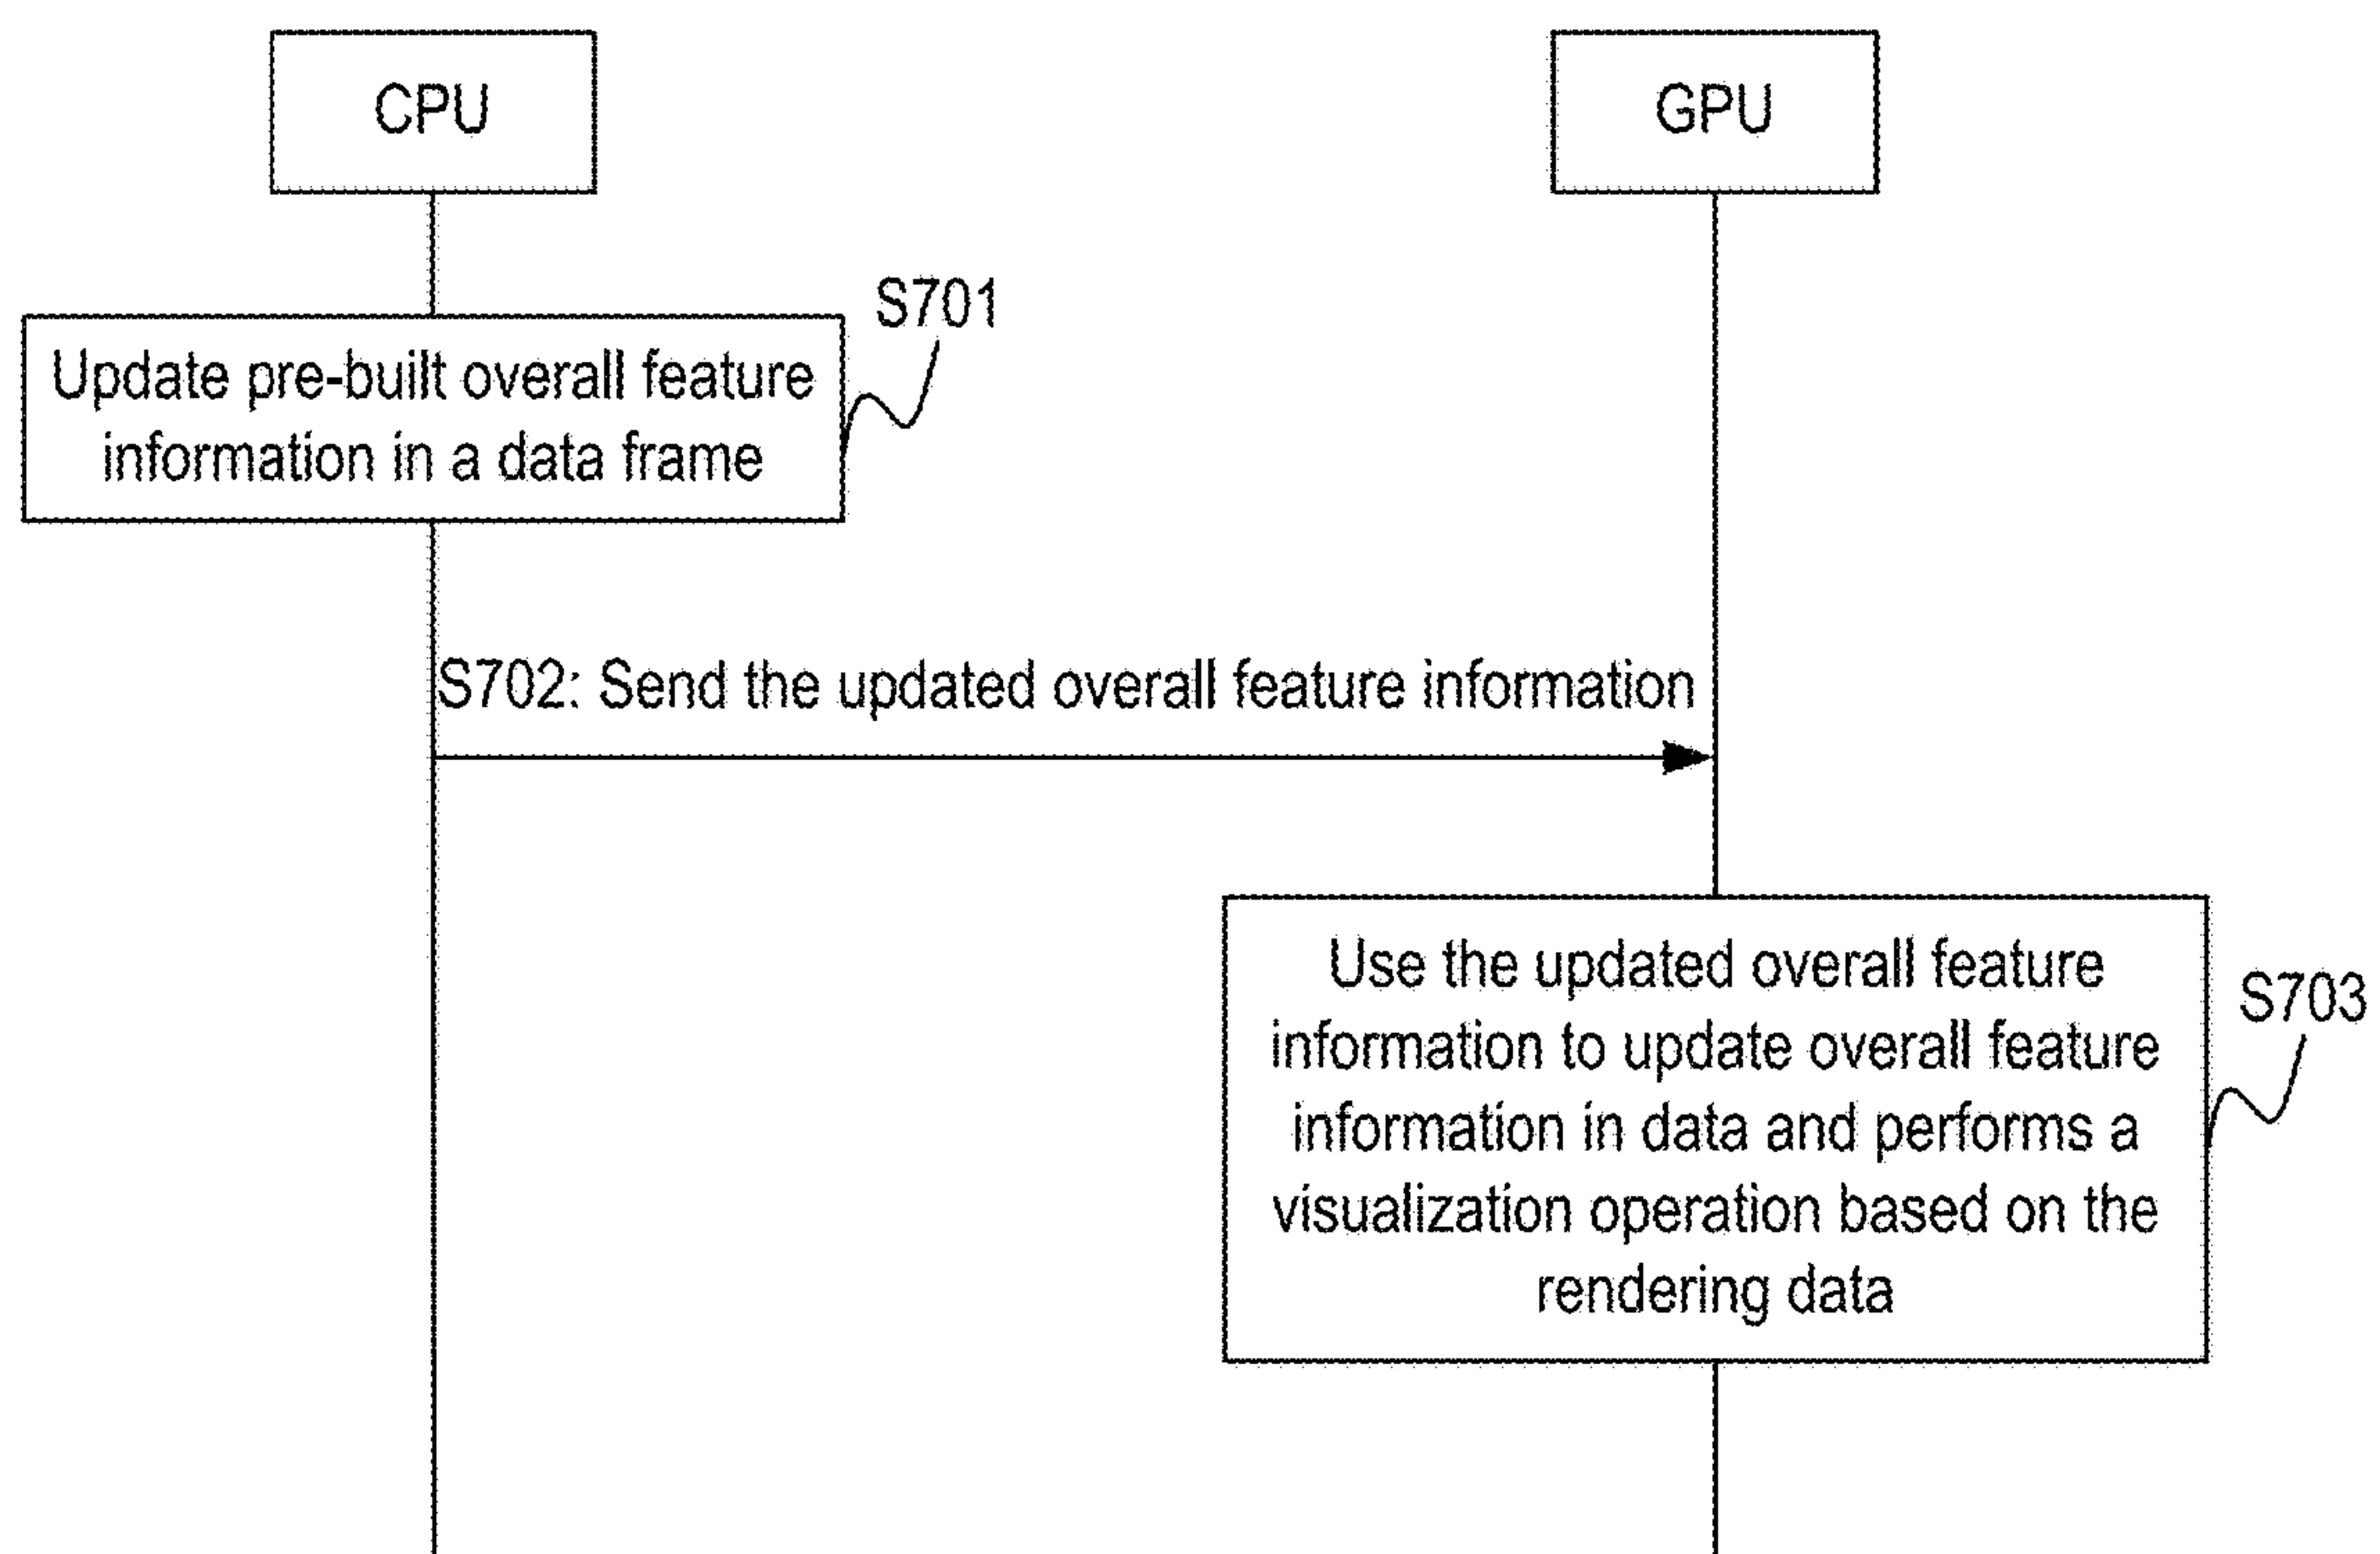 CPU
GPU
S701
Update pre-built overall feature
information in a data frame
S702: Send the updated overall feature information
Use the updated overall feature
information to update overall feature
information in data and performs a
visualization operation based on the
rendering data
S703